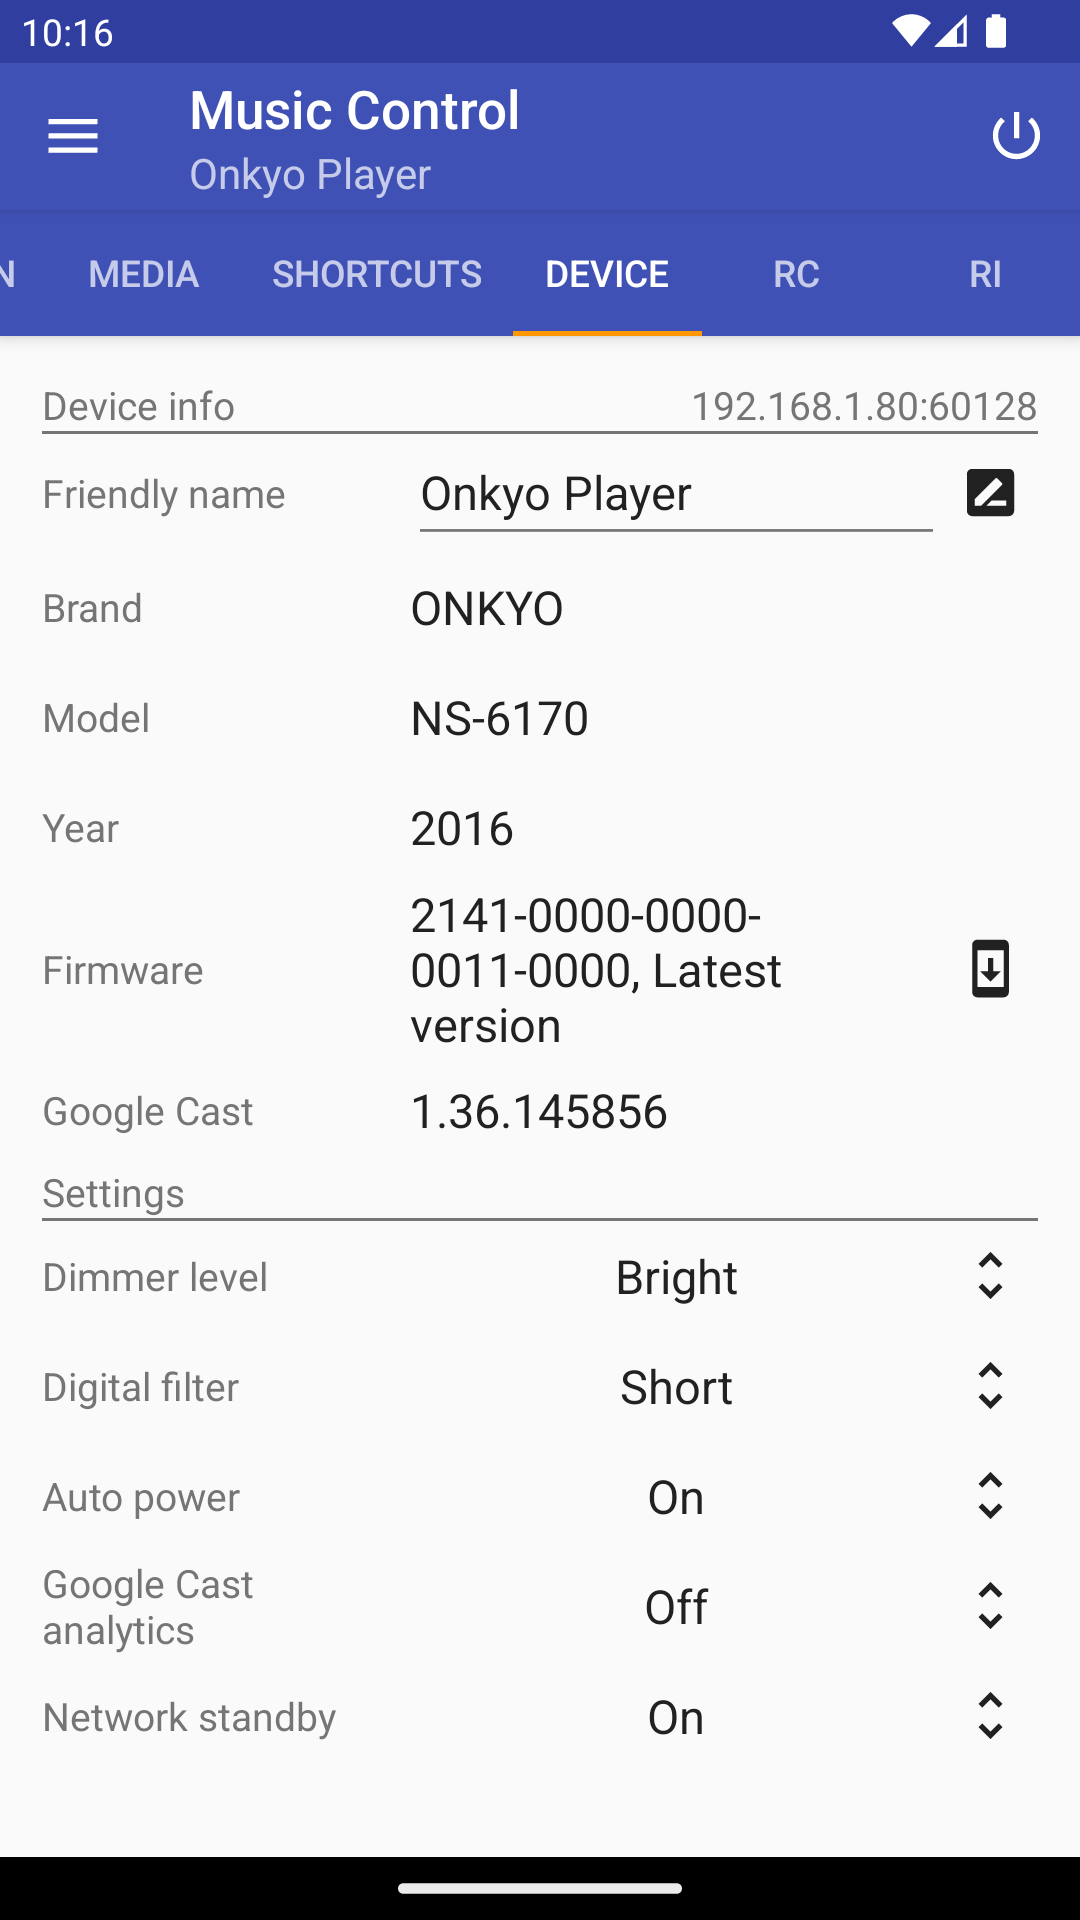 10:16
Music Control
Onkyo Player
N MEDIA SHORTCUTS DEVICE RC RI
Device info 192.168.1.80:60128
Friendly name Onkyo Player
Brand ONKYO
Model NS-6170
Year 2016
Firmware 2141-0000-0000-
0011-0000, Latest
version
Google Cast 1.36.145856
Settings
Dimmer level Bright
Digital filter Short
Auto power On
Google Cast
analytics Off
Network standby On